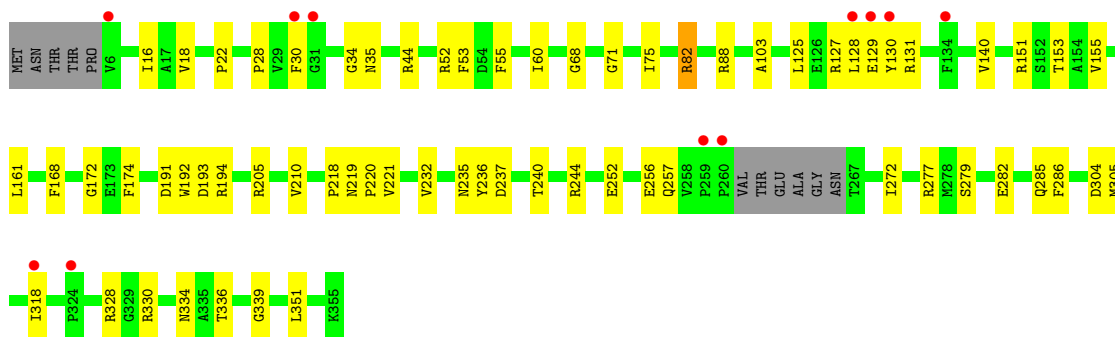 MET ASN THR THR PRO V6 I16 A17 V18 P22 P28 V29 F30 G31 G34 N35 R44 R52 F53 D54 F55 I60 G68 G71 I75 R82 R88 A103 L125 E126 R127 L128 E129 Y130 R131 F134 V140 R151 S152 T153 A154 V155
L161 F168 G172 E173 F174 D191 W192 D193 R194 R205 V210 P218 N219 P220 V221 V232 N235 Y236 D237 T240 R244 E252 E256 Q257 V258 P259 P260 VAL THR GLU ALA GLY ASN T267 I272 R277 M278 S279 E282 Q285 F286 D304 M305
I318 P324 R328 G329 R330 N334 A335 T336 G339 L351 K355